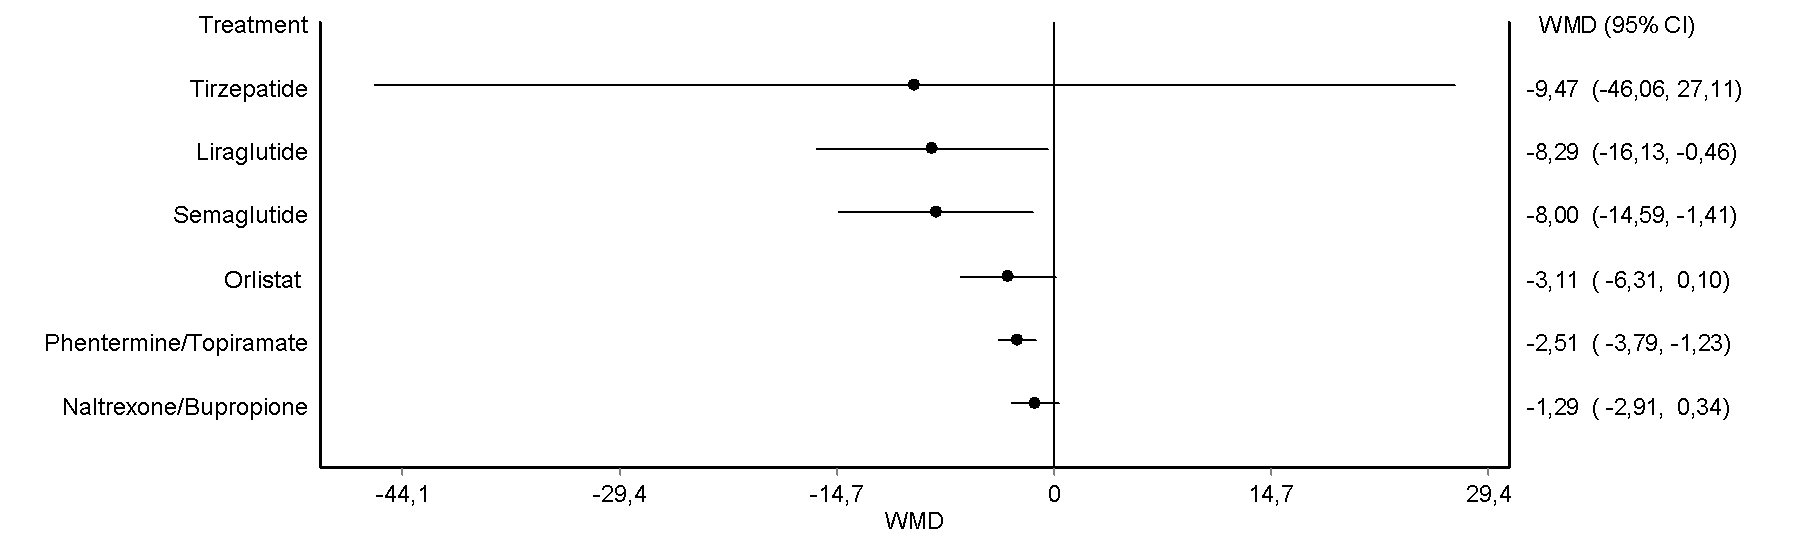 Treatment WMD (95% CI)
Tirzepatide -9,47 (-46,06, 27,11)
Liraglutide -8,29 (-16,13, -0,46)
Semaglutide -8,00 (-14,59, -1,41)
Orlistat -3,11 ( -6,31, 0,10)
Phentermine/Topiramate -2,51 ( -3,79, -1,23)
Naltrexone/Bupropione -1,29 ( -2,91, 0,34)
-44,1 -29,4 -14,7 0 14,7 29,4
WMD